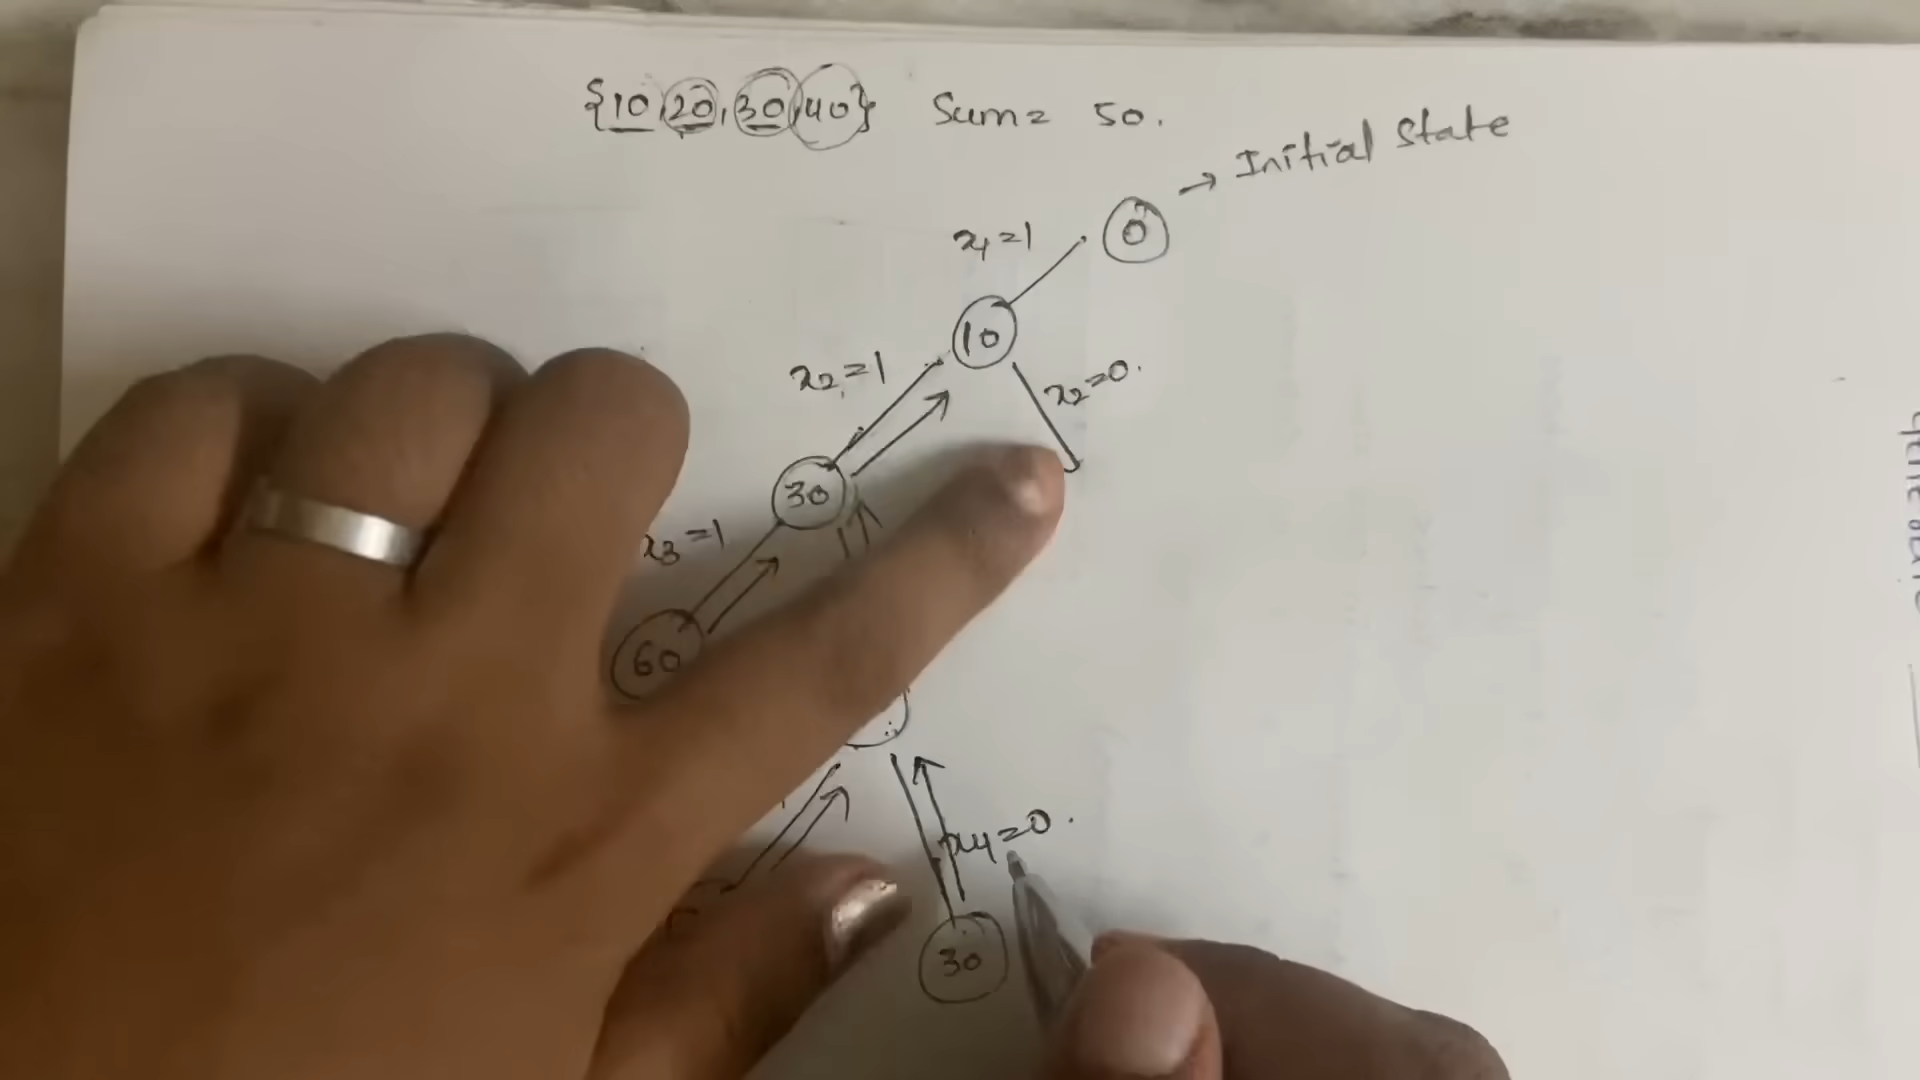 {10,20,30,40} Sum= 50.
→ Initial State
0
x1=1
10
x2=1
x2=0.
30
x3=1
60
x4=0.
30